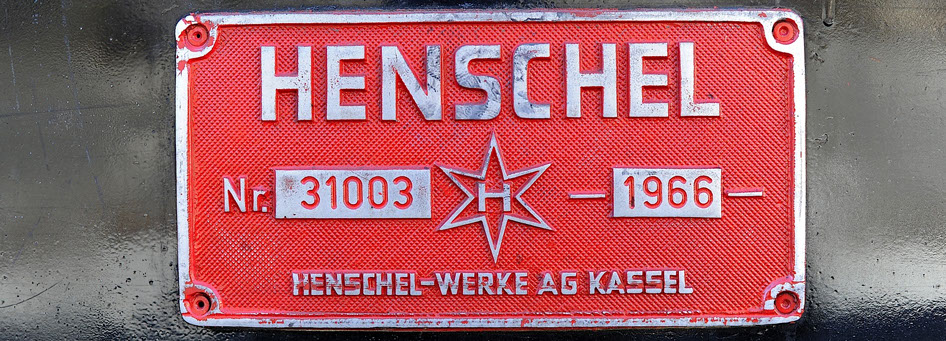 HENSCHEL
Nr. 31003 H — 1966 —
HENSCHEL-WERKE AG KASSEL